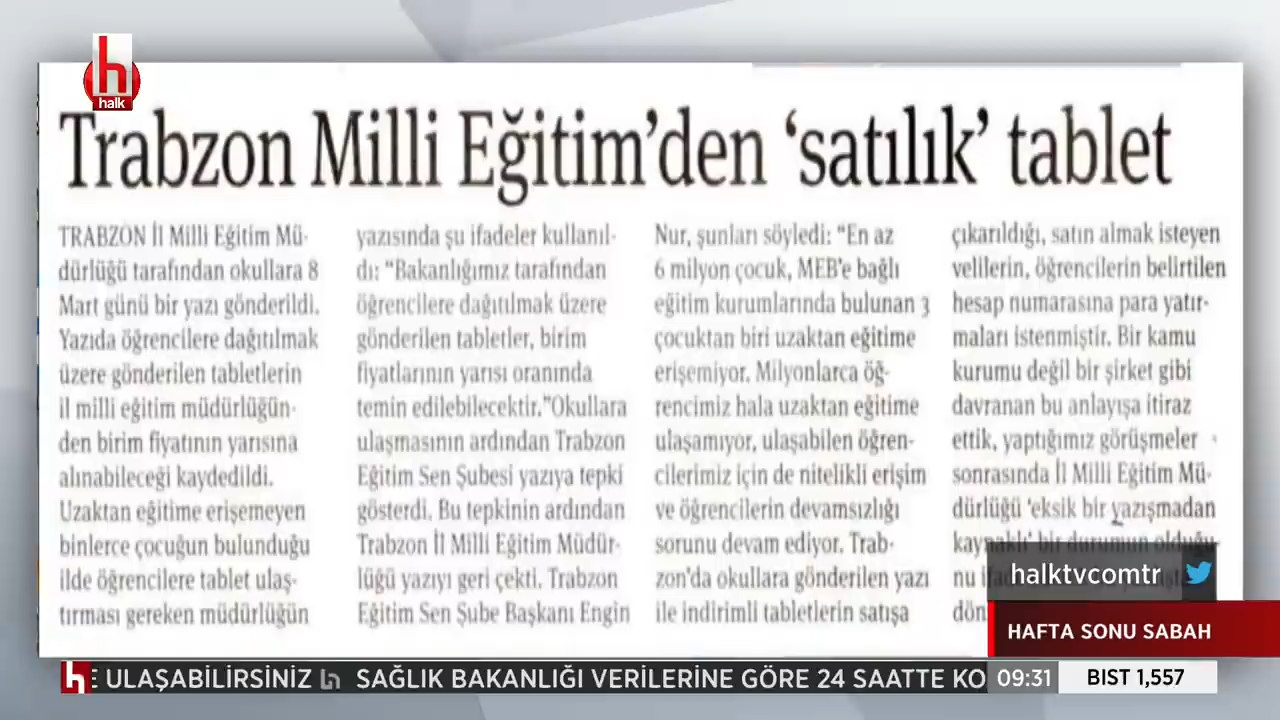 h
halk
Trabzon Milli Eğitim’den ‘satılık’ tablet
TRABZON İl Milli Eğitim Mü-
dürlüğü tarafından okullara 8
Mart günü bir yazı gönderildi.
Yazıda öğrencilere dağıtılmak
üzere gönderilen tabletlerin
il milli eğitim müdürlüğün-
den birim fiyatının yarısına
alınabileceği kaydedildi.
Uzaktan eğitime erişemeyen
binlerce çocuğun bulunduğu
ilde öğrencilere tablet ulaş-
tırması gereken müdürlüğün
yazısında şu ifadeler kullanıl-
dı: “Bakanlığımız tarafından
öğrencilere dağıtılmak üzere
gönderilen tabletler, birim
fiyatlarının yarısı oranında
temin edilebilecektir.”Okullara
ulaşmasının ardından Trabzon
Eğitim Sen Şubesi yazıya tepki
gösterdi. Bu tepkinin ardından
Trabzon İl Milli Eğitim Müdür-
lüğü yazıyı geri çekti. Trabzon
Eğitim Sen Şube Başkanı Engin
Nur, şunları söyledi: “En az
6 milyon çocuk, MEB’e bağlı
eğitim kurumlarında bulunan 3
çocuktan biri uzaktan eğitime
erişemiyor. Milyonlarca öğ-
rencimiz hala uzaktan eğitime
ulaşamıyor, ulaşabilen öğren-
cilerimiz için de nitelikli erişim
ve öğrencilerin devamsızlığı
sorunu devam ediyor. Trab-
zon’da okullara gönderilen yazı
ile indirimli tabletlerin satışa
çıkarıldığı, satın almak isteyen
velilerin, öğrencilerin belirtilen
hesap numarasına para yatır-
maları istenmiştir. Bir kamu
kurumu değil bir şirket gibi
davranan bu anlayışa itiraz
ettik, yaptığımız görüşmeler
sonrasında İl Milli Eğitim Mü-
dürlüğü ‘eksik bir yazışmadan
kaynaklı’ bir durumun olduğu-
nu
dön
halktvcomtr
HAFTA SONU SABAH
E ULAŞABİLİRSİNİZ h SAĞLIK BAKANLIĞI VERİLERİNE GÖRE 24 SAATTE KO
09:31 BIST 1,557